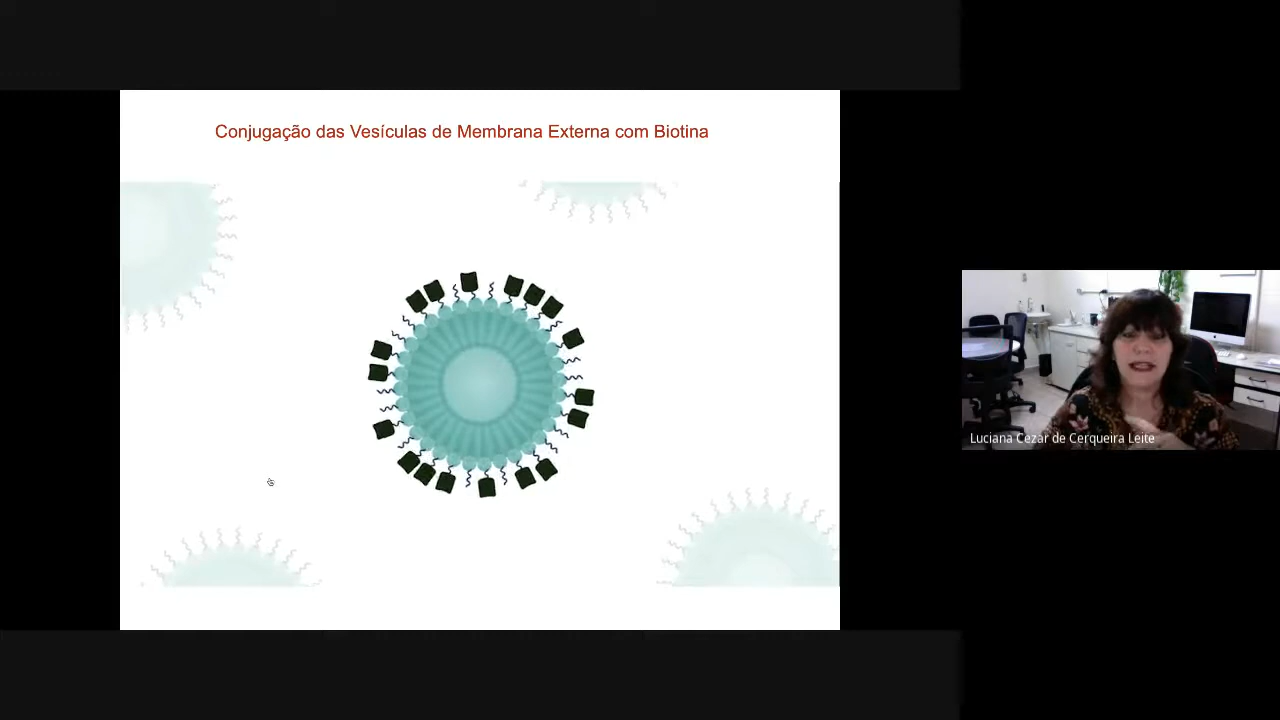 Conjugação das Vesículas de Membrana Externa com Biotina
Luciana Cezar de Cerqueira Leite